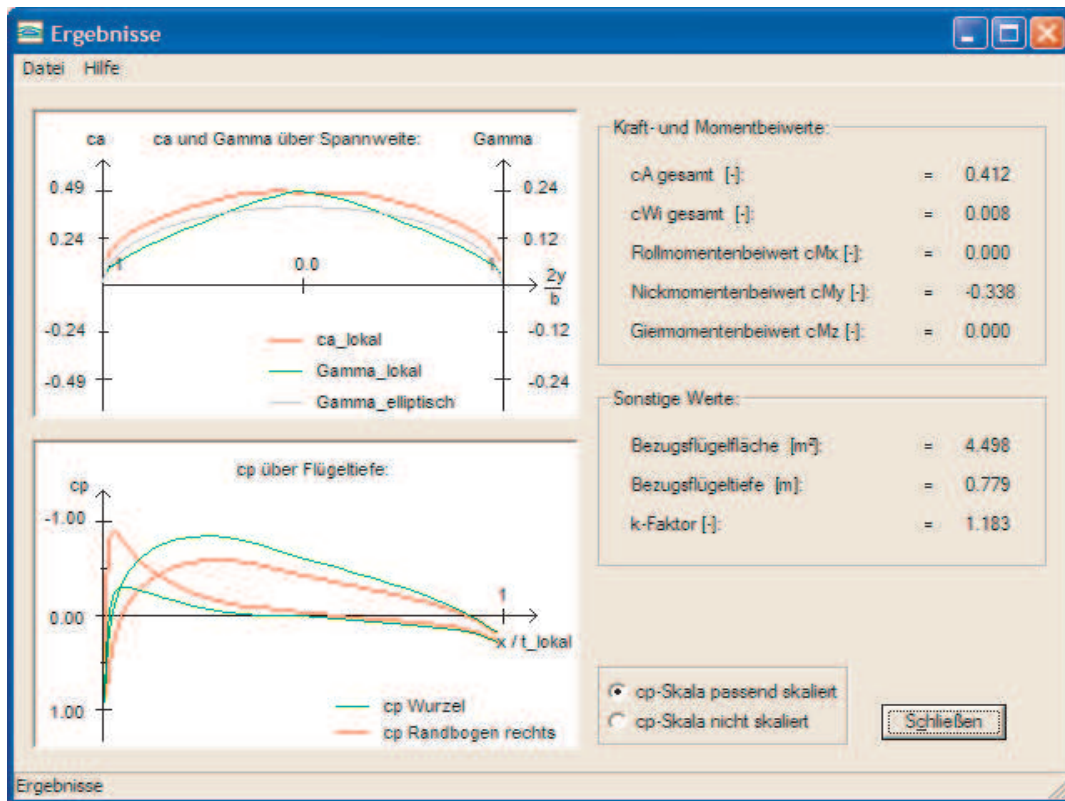 Ergebnisse
Datei Hilfe
ca ca und Gamma über Spannweite: Gamma
0.49 0.24
0.24 0.12
-1 0.0 1 2y
b
-0.24 -0.12
-0.49 -0.24
ca_lokal
Gamma_lokal
Gamma_elliptisch
Kraft- und Momentbeiwerte:
cA gesamt [-]: = 0.412
cWi gesamt [-]: = 0.008
Rollmomentenbeiwert cMx [-]: = 0.000
Nickmomentenbeiwert cMy [-]: = -0.338
Giermomentenbeiwert cMz [-]: = 0.000
cp über Flügeltiefe:
cp
-1.00
0.00
1.00
1
x / t_lokal
cp Wurzel
cp Randbogen rechts
Sonstige Werte:
Bezugsflügelfläche [m²]: = 4.498
Bezugsflügeltiefe [m]: = 0.779
k-Faktor [-]: = 1.183
cp-Skala passend skaliert
cp-Skala nicht skaliert
Schließen
Ergebnisse